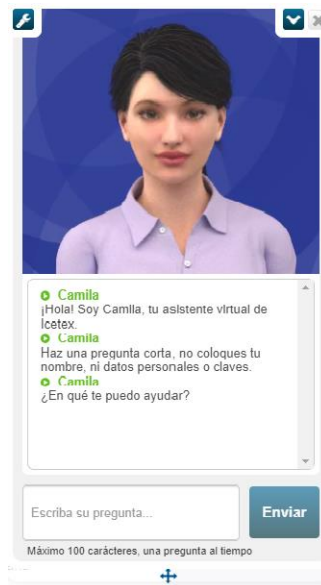 Camila
¡Hola! Soy Camila, tu asistente virtual de
Icetex.
Camila
Haz una pregunta corta, no coloques tu
nombre, ni datos personales o claves.
Camila
¿En qué te puedo ayudar?
Escriba su pregunta...
Enviar
Máximo 100 carácteres, una pregunta al tiempo